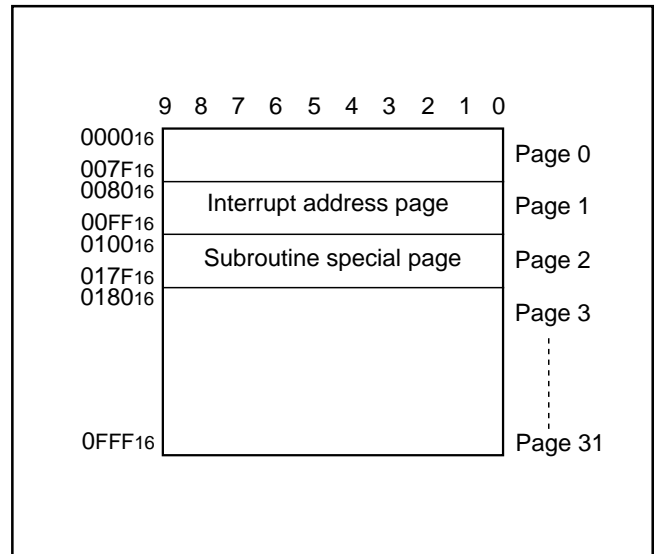 9 8 7 6 5 4 3 2 1 0
0000₁₆
Page 0
007F₁₆
0080₁₆
Interrupt address page
Page 1
00FF₁₆
0100₁₆
Subroutine special page
Page 2
017F₁₆
0180₁₆
Page 3
0FFF₁₆
Page 31